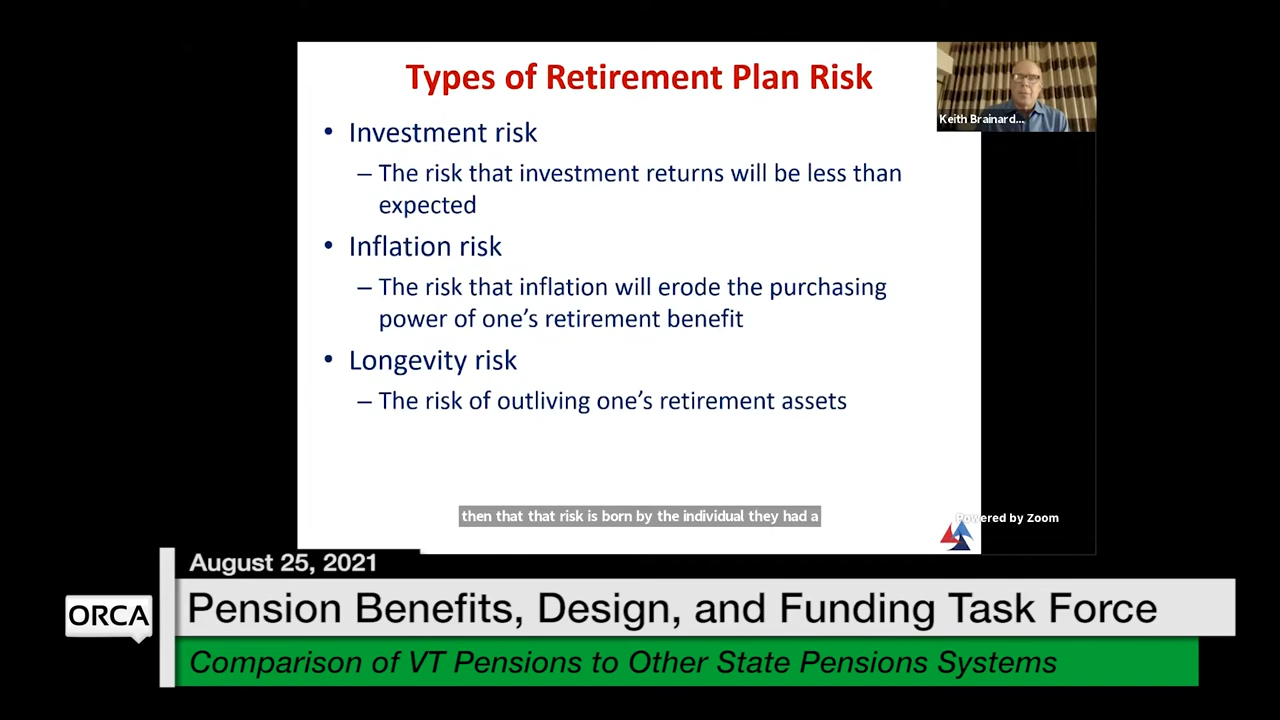 Types of Retirement Plan Risk
Keith Brainard...
• Investment risk
– The risk that investment returns will be less than
expected
• Inflation risk
– The risk that inflation will erode the purchasing
power of one's retirement benefit
• Longevity risk
– The risk of outliving one's retirement assets
then that that risk is born by the individual they had a
Powered by Zoom
August 25, 2021
ORCA
Pension Benefits, Design, and Funding Task Force
Comparison of VT Pensions to Other State Pensions Systems